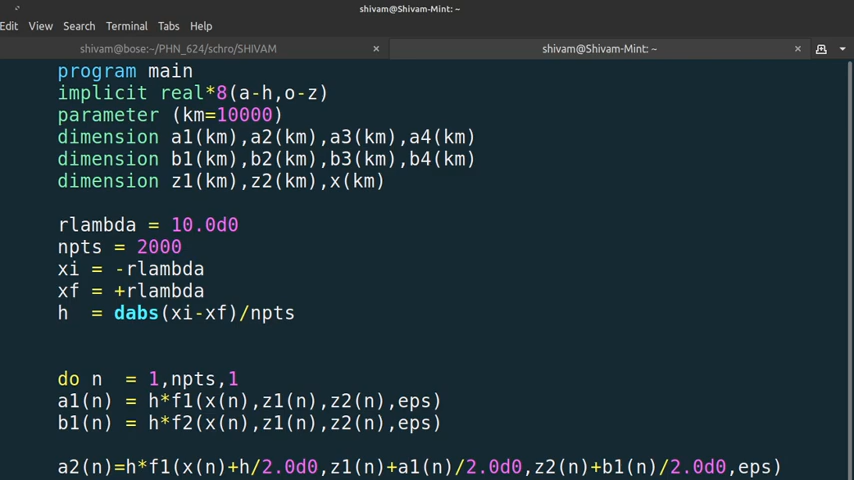 shivam@Shivam-Mint: ~
Edit View Search Terminal Tabs Help
shivam@bose:~/PHN_624/schro/SHIVAM × shivam@Shivam-Mint: ~ ×
program main
implicit real*8(a-h,o-z)
parameter (km=10000)
dimension a1(km),a2(km),a3(km),a4(km)
dimension b1(km),b2(km),b3(km),b4(km)
dimension z1(km),z2(km),x(km)
rlambda = 10.0d0
npts = 2000
xi = -rlambda
xf = +rlambda
h  = dabs(xi-xf)/npts
do n  = 1,npts,1
a1(n) = h*f1(x(n),z1(n),z2(n),eps)
b1(n) = h*f2(x(n),z1(n),z2(n),eps)
a2(n)=h*f1(x(n)+h/2.0d0,z1(n)+a1(n)/2.0d0,z2(n)+b1(n)/2.0d0,eps)